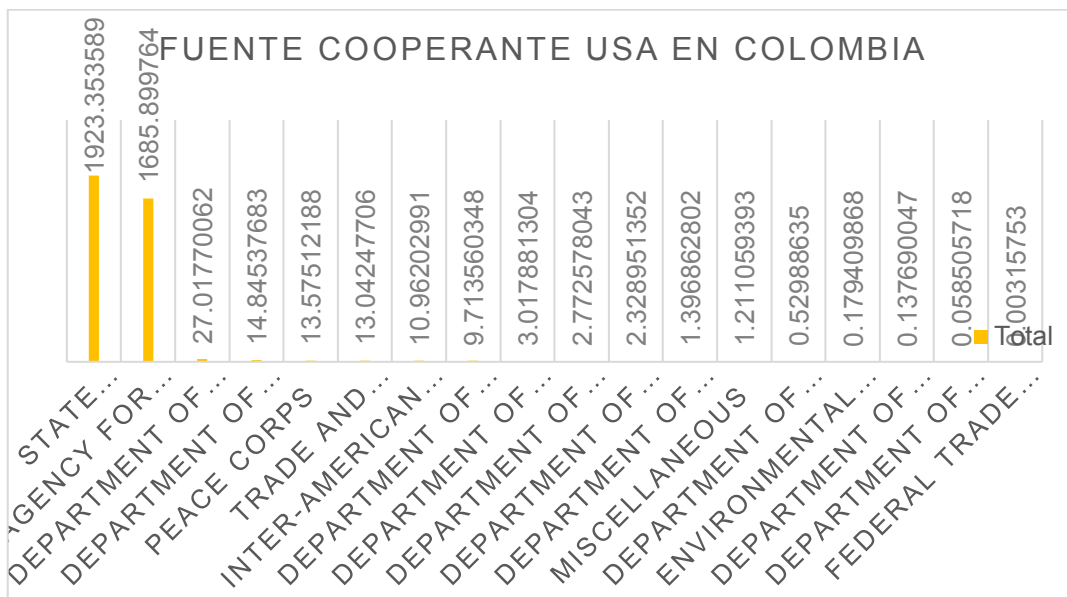 FUENTE COOPERANTE USA EN COLOMBIA
1923.353589
1685.899764
27.01770062
14.84537683
13.57512188
13.04247706
10.96202991
9.713560348
3.017881304
2.772578043
2.328951352
1.396862802
1.211059393
0.52988635
0.179409868
0.137690047
0.058505718
0.00315753
Total
STATE...
AGENCY FOR...
DEPARTMENT OF...
DEPARTMENT OF...
PEACE CORPS
TRADE AND...
INTER-AMERICAN...
DEPARTMENT OF...
DEPARTMENT OF...
DEPARTMENT OF...
DEPARTMENT OF...
DEPARTMENT OF...
MISCELLANEOUS
DEPARTMENT OF...
ENVIRONMENTAL...
DEPARTMENT OF...
DEPARTMENT OF...
FEDERAL TRADE...